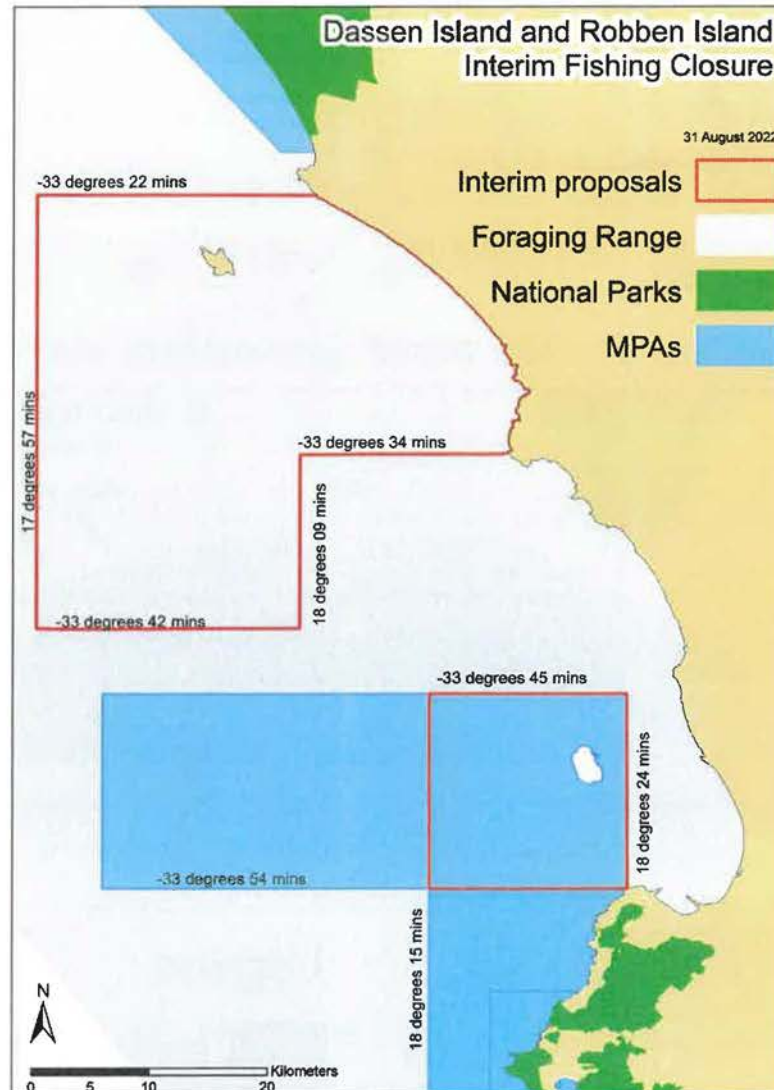 Dassen Island and Robben Island
Interim Fishing Closure
31 August 2022
Interim proposals
Foraging Range
National Parks
MPAs
-33 degrees 22 mins
17 degrees 57 mins
-33 degrees 34 mins
18 degrees 09 mins
-33 degrees 42 mins
-33 degrees 45 mins
18 degrees 24 mins
-33 degrees 54 mins
18 degrees 15 mins
N
Kilometers
0 5 10 20